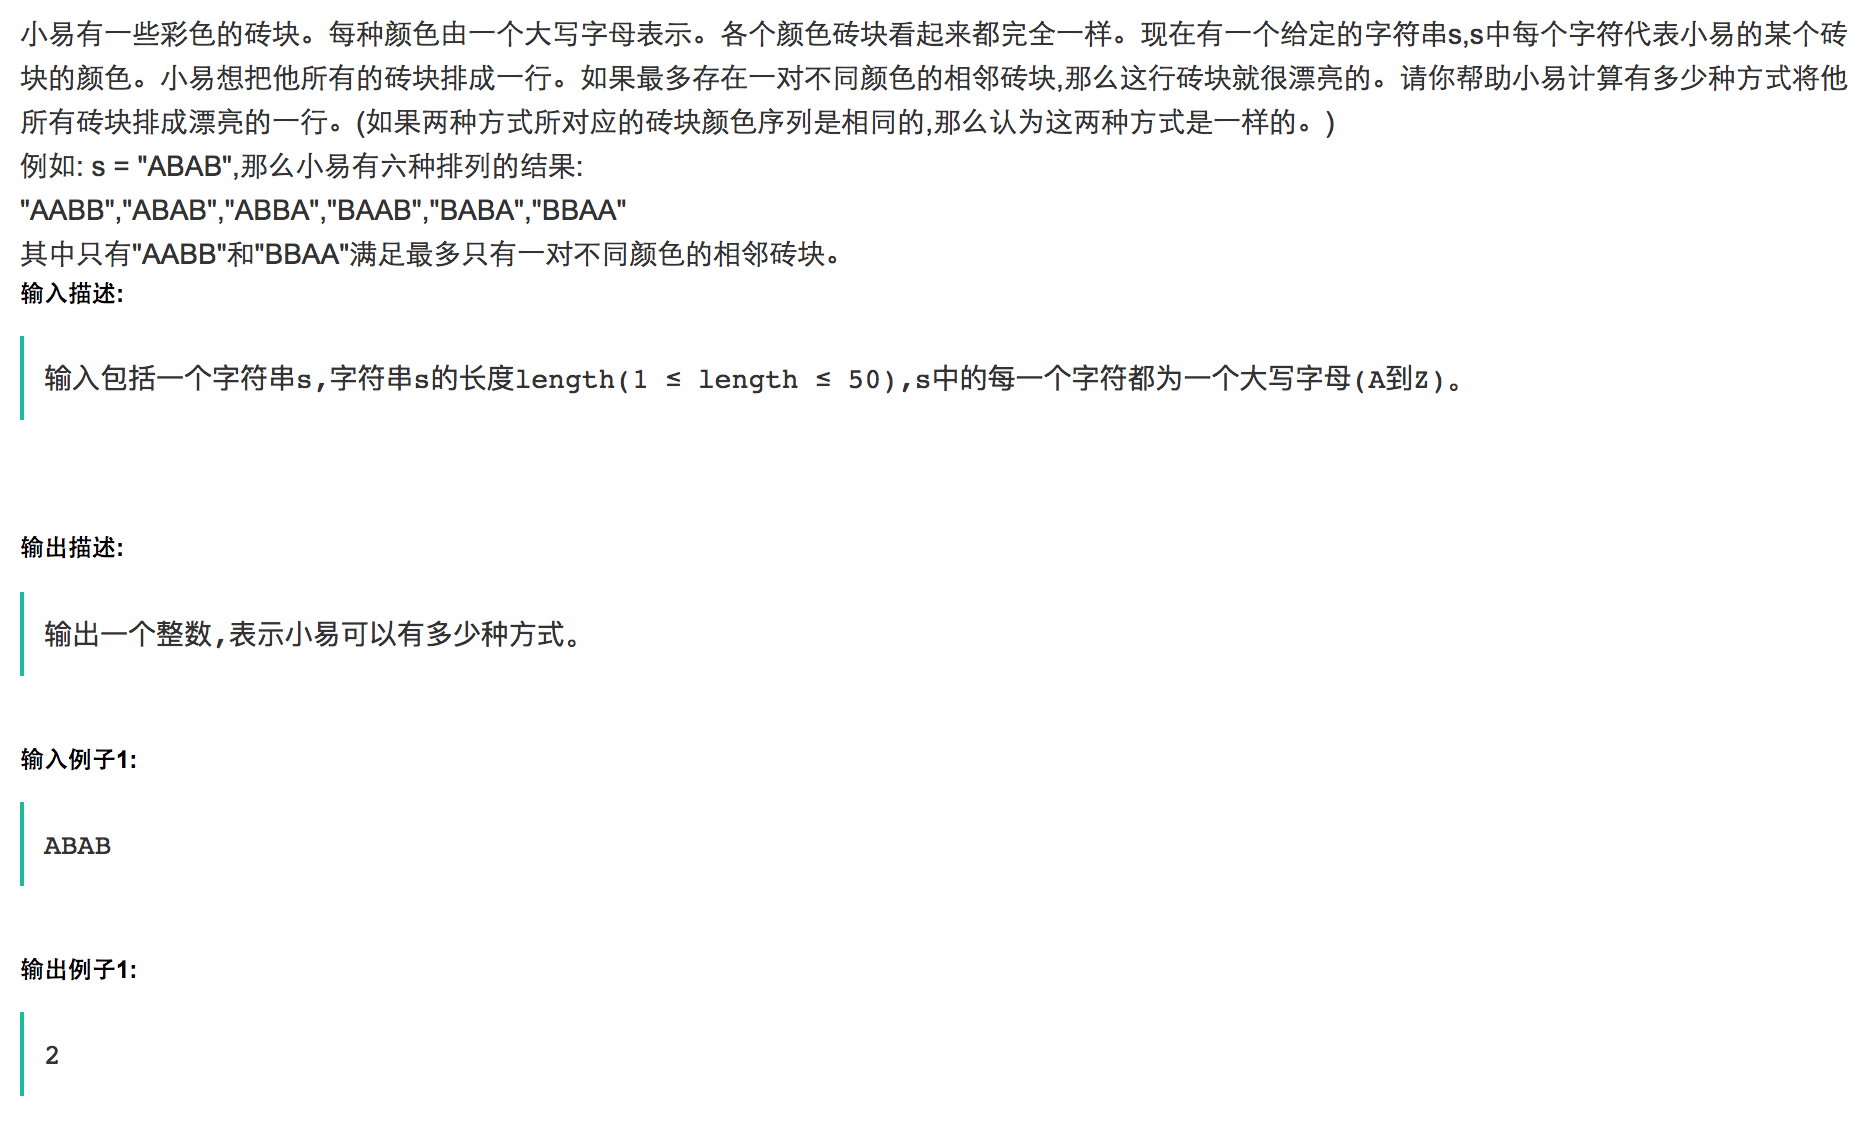 小易有一些彩色的砖块。每种颜色由一个大写字母表示。各个颜色砖块看起来都完全一样。现在有一个给定的字符串s,s中每个字符代表小易的某个砖
块的颜色。小易想把他所有的砖块排成一行。如果最多存在一对不同颜色的相邻砖块,那么这行砖块就很漂亮的。请你帮助小易计算有多少种方式将他
所有砖块排成漂亮的一行。(如果两种方式所对应的砖块颜色序列是相同的,那么认为这两种方式是一样的。)
例如: s = "ABAB",那么小易有六种排列的结果:
"AABB","ABAB","ABBA","BAAB","BABA","BBAA"
其中只有"AABB"和"BBAA"满足最多只有一对不同颜色的相邻砖块。
输入描述:
输入包括一个字符串s,字符串s的长度length(1 ≤ length ≤ 50),s中的每一个字符都为一个大写字母(A到Z)。
输出描述:
输出一个整数,表示小易可以有多少种方式。
输入例子1:
ABAB
输出例子1:
2